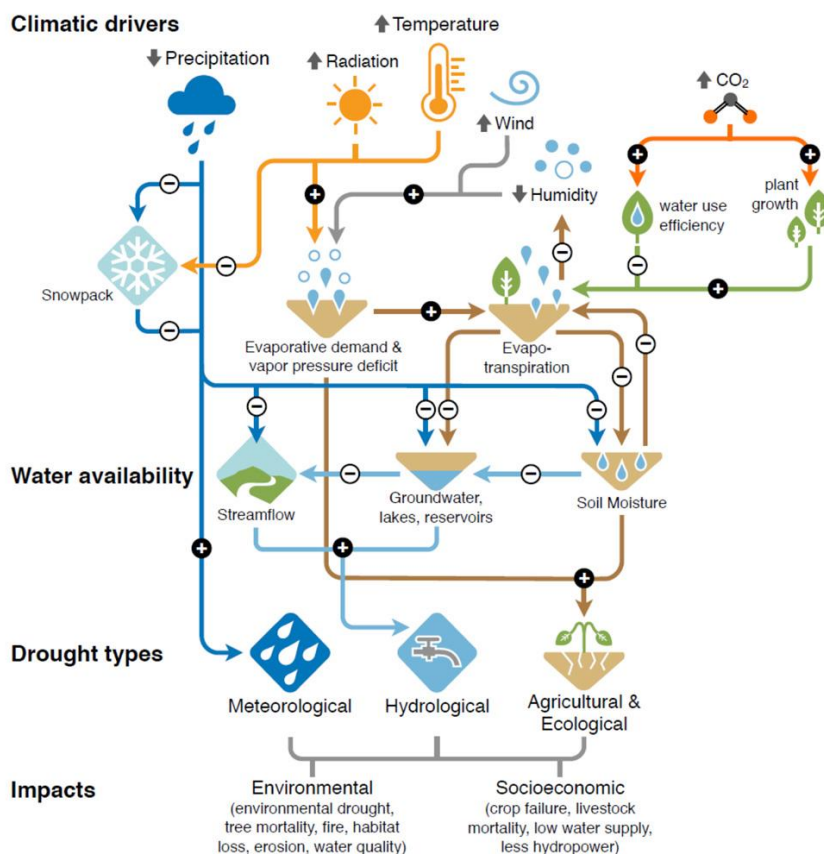 Climatic drivers
Precipitation
Radiation
Temperature
Wind
Humidity
CO₂
water use
efficiency
plant
growth
Snowpack
Evaporative demand &
vapor pressure deficit
Evapo-
transpiration
Water availability
Streamflow
Groundwater,
lakes, reservoirs
Soil Moisture
Drought types
Meteorological
Hydrological
Agricultural &
Ecological
Impacts
Environmental
(environmental drought,
tree mortality, fire, habitat
loss, erosion, water quality)
Socioeconomic
(crop failure, livestock
mortality, low water supply,
less hydropower)